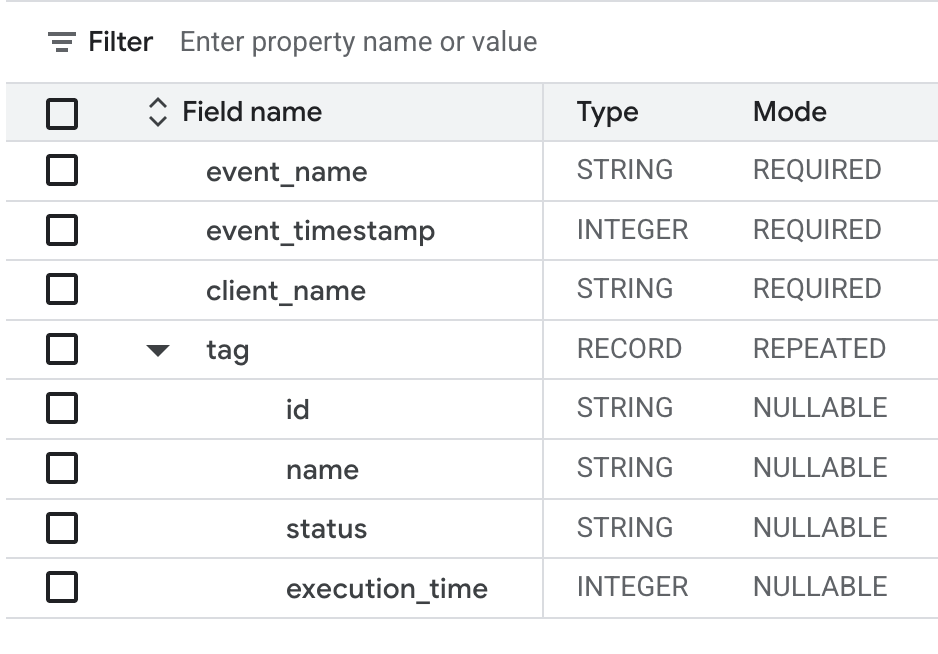 Filter Enter property name or value
Field name Type Mode
event_name STRING REQUIRED
event_timestamp INTEGER REQUIRED
client_name STRING REQUIRED
tag RECORD REPEATED
id STRING NULLABLE
name STRING NULLABLE
status STRING NULLABLE
execution_time INTEGER NULLABLE